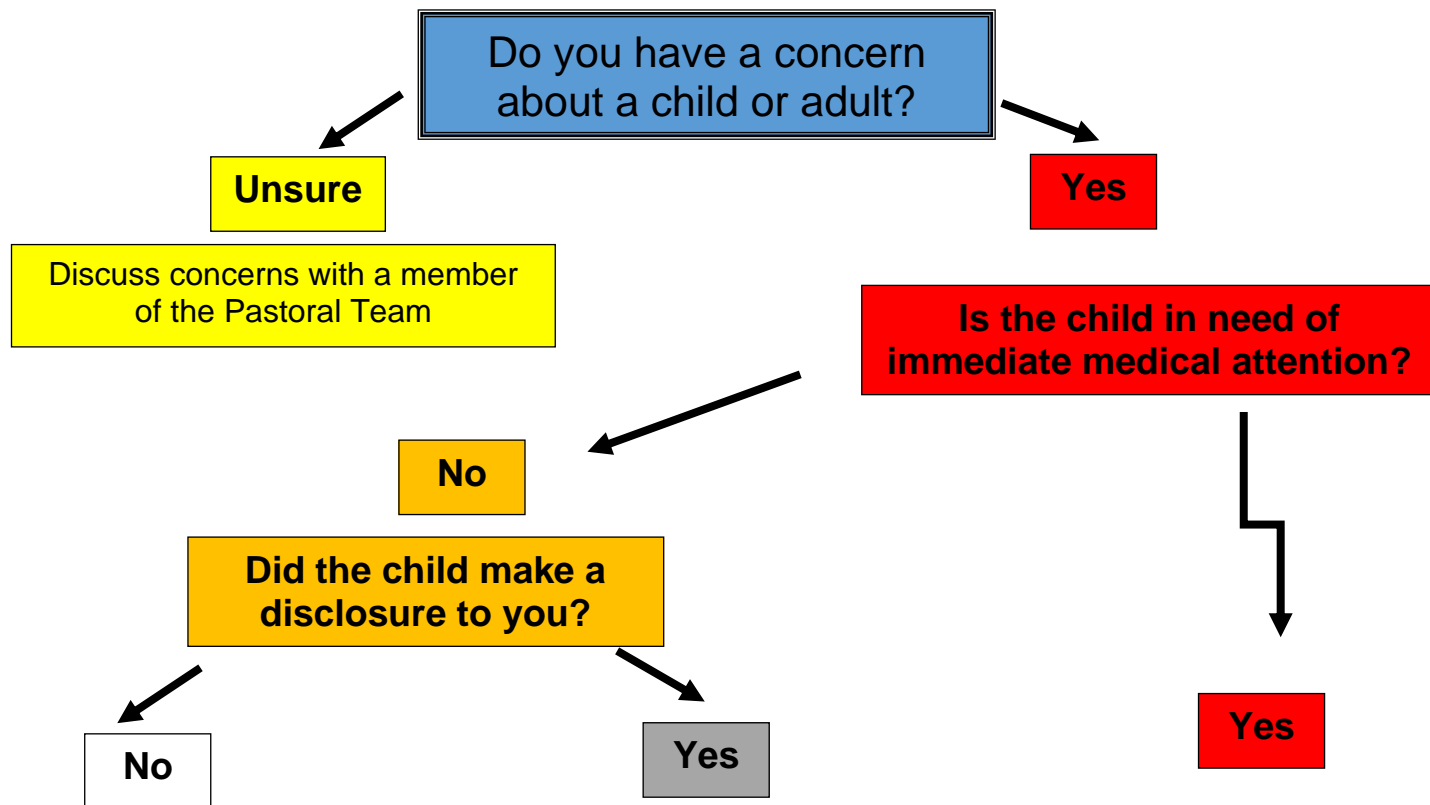 Do you have a concern
about a child or adult?
Unsure
Yes
Discuss concerns with a member
of the Pastoral Team
Is the child in need of
immediate medical attention?
No
Did the child make a
disclosure to you?
No
Yes
Yes